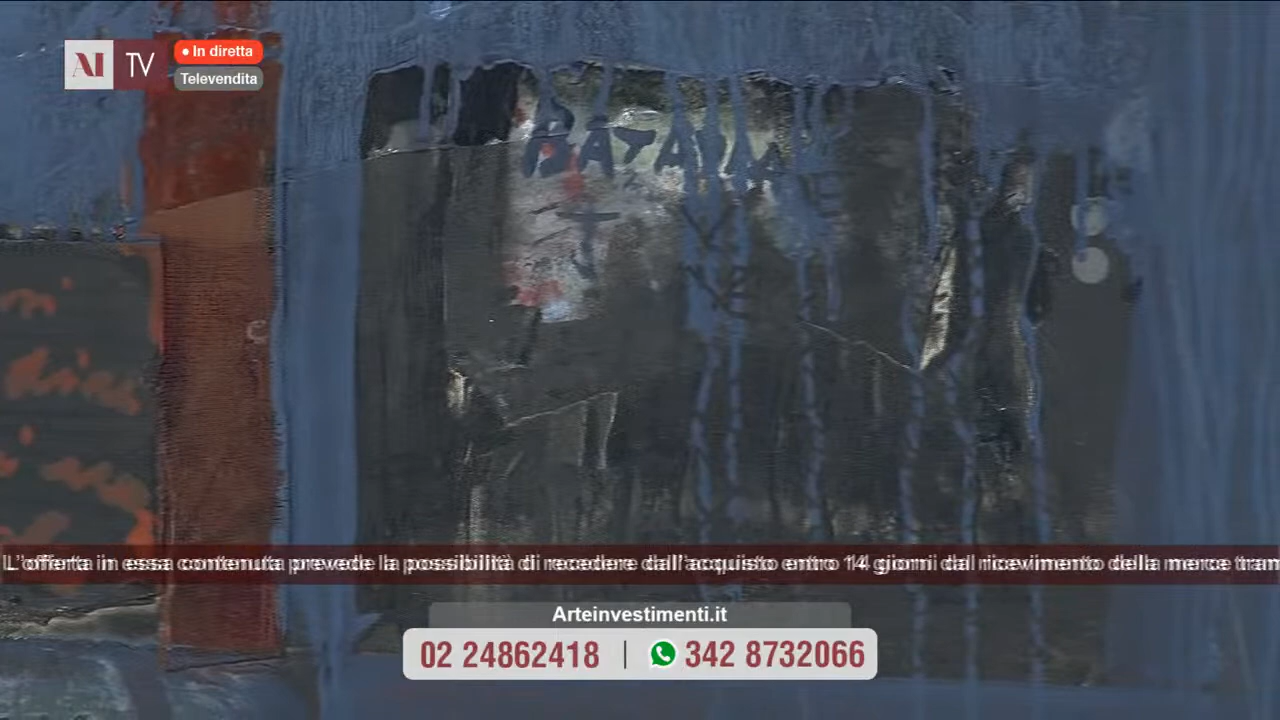 AI TV
In diretta
Televendita
L'offerta in essa contenuta prevede la possibilità di recedere dall'acquisto entro 14 giorni dal ricevimento della merce tram
Arteinvestimenti.it
02 24862418 | 342 8732066